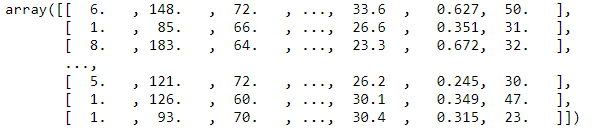 array([[  6.   , 148.   ,  72.   , ...,  33.6  ,   0.627,  50.   ],
       [  1.   ,  85.   ,  66.   , ...,  26.6  ,   0.351,  31.   ],
       [  8.   , 183.   ,  64.   , ...,  23.3  ,   0.672,  32.   ],
       ...,
       [  5.   , 121.   ,  72.   , ...,  26.2  ,   0.245,  30.   ],
       [  1.   , 126.   ,  60.   , ...,  30.1  ,   0.349,  47.   ],
       [  1.   ,  93.   ,  70.   , ...,  30.4  ,   0.315,  23.   ]])